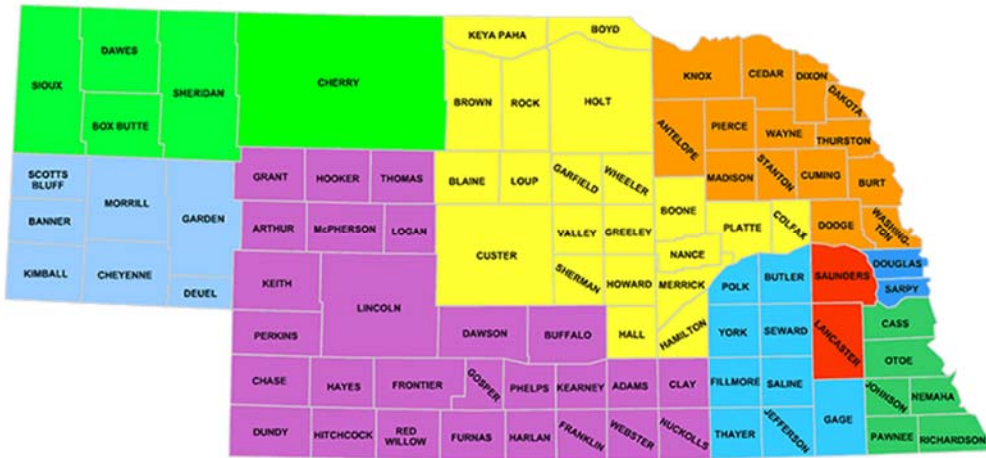 KEYA PAHA
BOYD
DAWES
SIOUX
SHERIDAN
CHERRY
BROWN
ROCK
HOLT
BOX BUTTE
KNOX
CEDAR
DIXON
DAKOTA
ANTELOPE
PIERCE
WAYNE
THURSTON
SCOTTS
BLUFF
MORRILL
GARDEN
GRANT
HOOKER
THOMAS
BLAINE
LOUP
GARFIELD
WHEELER
MADISON
STANTON
CUMING
BURT
BANNER
ARTHUR
McPHERSON
LOGAN
CUSTER
VALLEY
GREELEY
BOONE
PLATTE
COLFAX
DODGE
WASHING-
TON
NANCE
KIMBALL
CHEYENNE
DEUEL
KEITH
LINCOLN
SHERMAN
HOWARD
MERRICK
POLK
BUTLER
SAUNDERS
DOUGLAS
SARPY
PERKINS
DAWSON
BUFFALO
HALL
HAMILTON
YORK
SEWARD
LANCASTER
CASS
OTOE
CHASE
HAYES
FRONTIER
GOSPER
PHELPS
KEARNEY
ADAMS
CLAY
FILLMORE
SALINE
GAGE
JOHNSON
NEMAHA
DUNDY
HITCHCOCK
RED
WILLOW
FURNAS
HARLAN
FRANKLIN
WEBSTER
NUCKOLLS
THAYER
JEFFERSON
PAWNEE
RICHARDSON